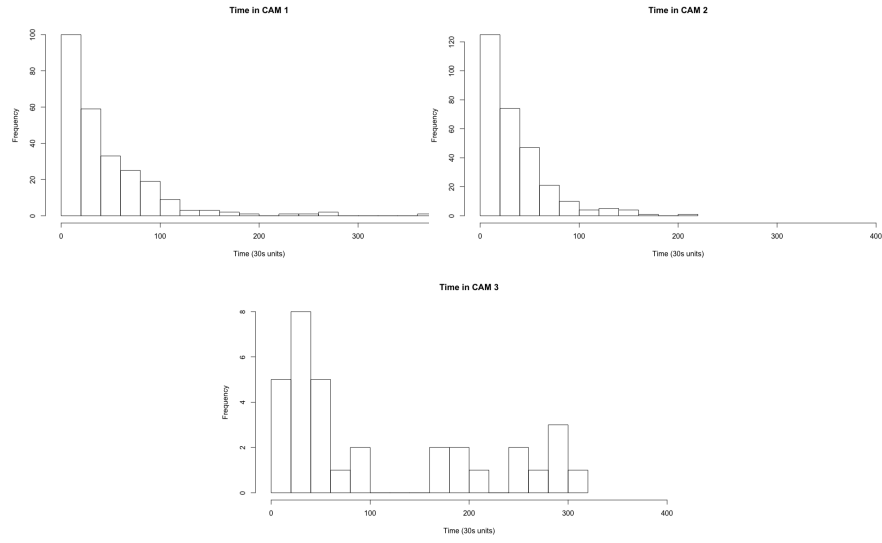 Time in CAM 1
Frequency
0 20 40 60 80 100
0 100 200 300
Time (30s units)
Time in CAM 2
Frequency
0 20 40 60 80 100 120
0 100 200 300 400
Time (30s units)
Time in CAM 3
Frequency
0 2 4 6 8
0 100 200 300 400
Time (30s units)